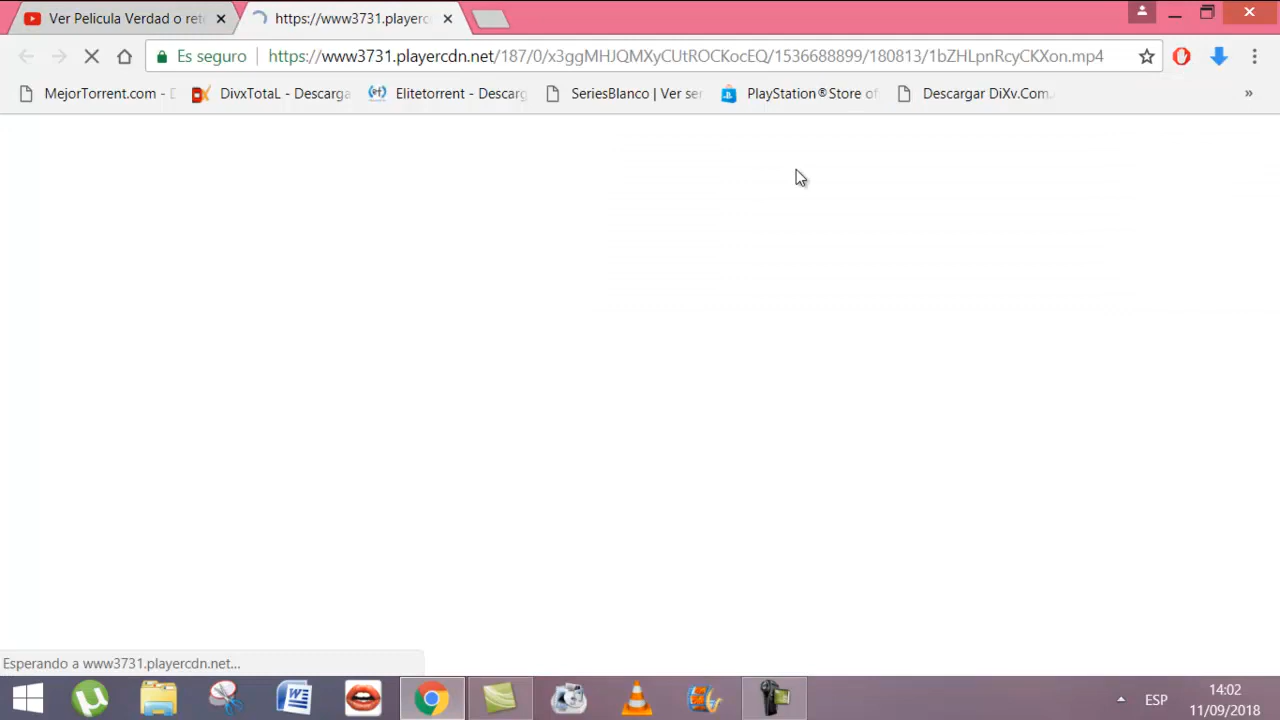 Ver Película Verdad o ret
https://www3731.playerc
Es seguro
https://www3731.playercdn.net/187/0/x3ggMHJQMXyCUtROCKocEQ/1536688899/180813/1bZHLpnRcyCKXon.mp4
MejorTorrent.com - D
DivxTotaL - Descarga
Elitetorrent - Descarg
SeriesBlanco | Ver ser
PlayStation®Store of
Descargar DiXv.Com.
»
Esperando a www3731.playercdn.net...
ESP
14:02
11/09/2018